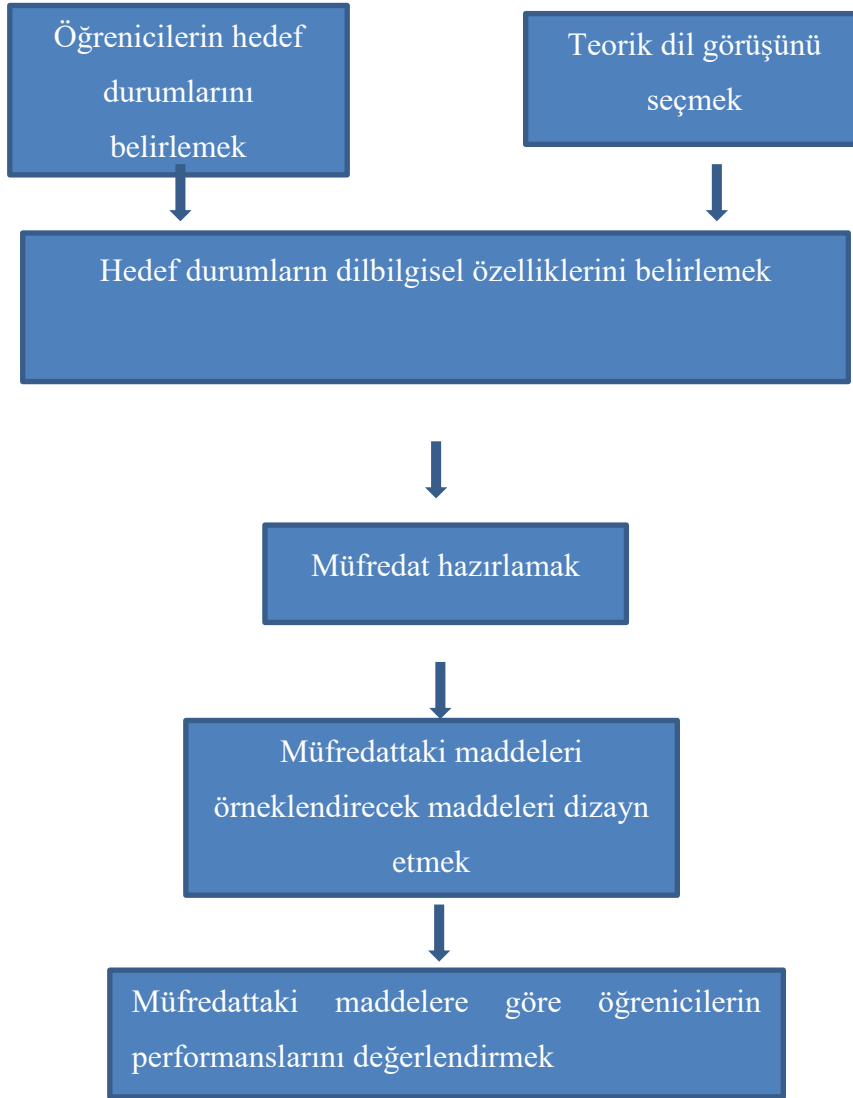 Öğrenicilerin hedef
durumlarını
belirlemek
Teorik dil görüşünü
seçmek
Hedef durumların dilbilgisel özelliklerini belirlemek
Müfredat hazırlamak
Müfredattaki maddeleri
örneklendirecek maddeleri dizayn
etmek
Müfredattaki maddelere göre öğrenicilerin
performanslarını değerlendirmek